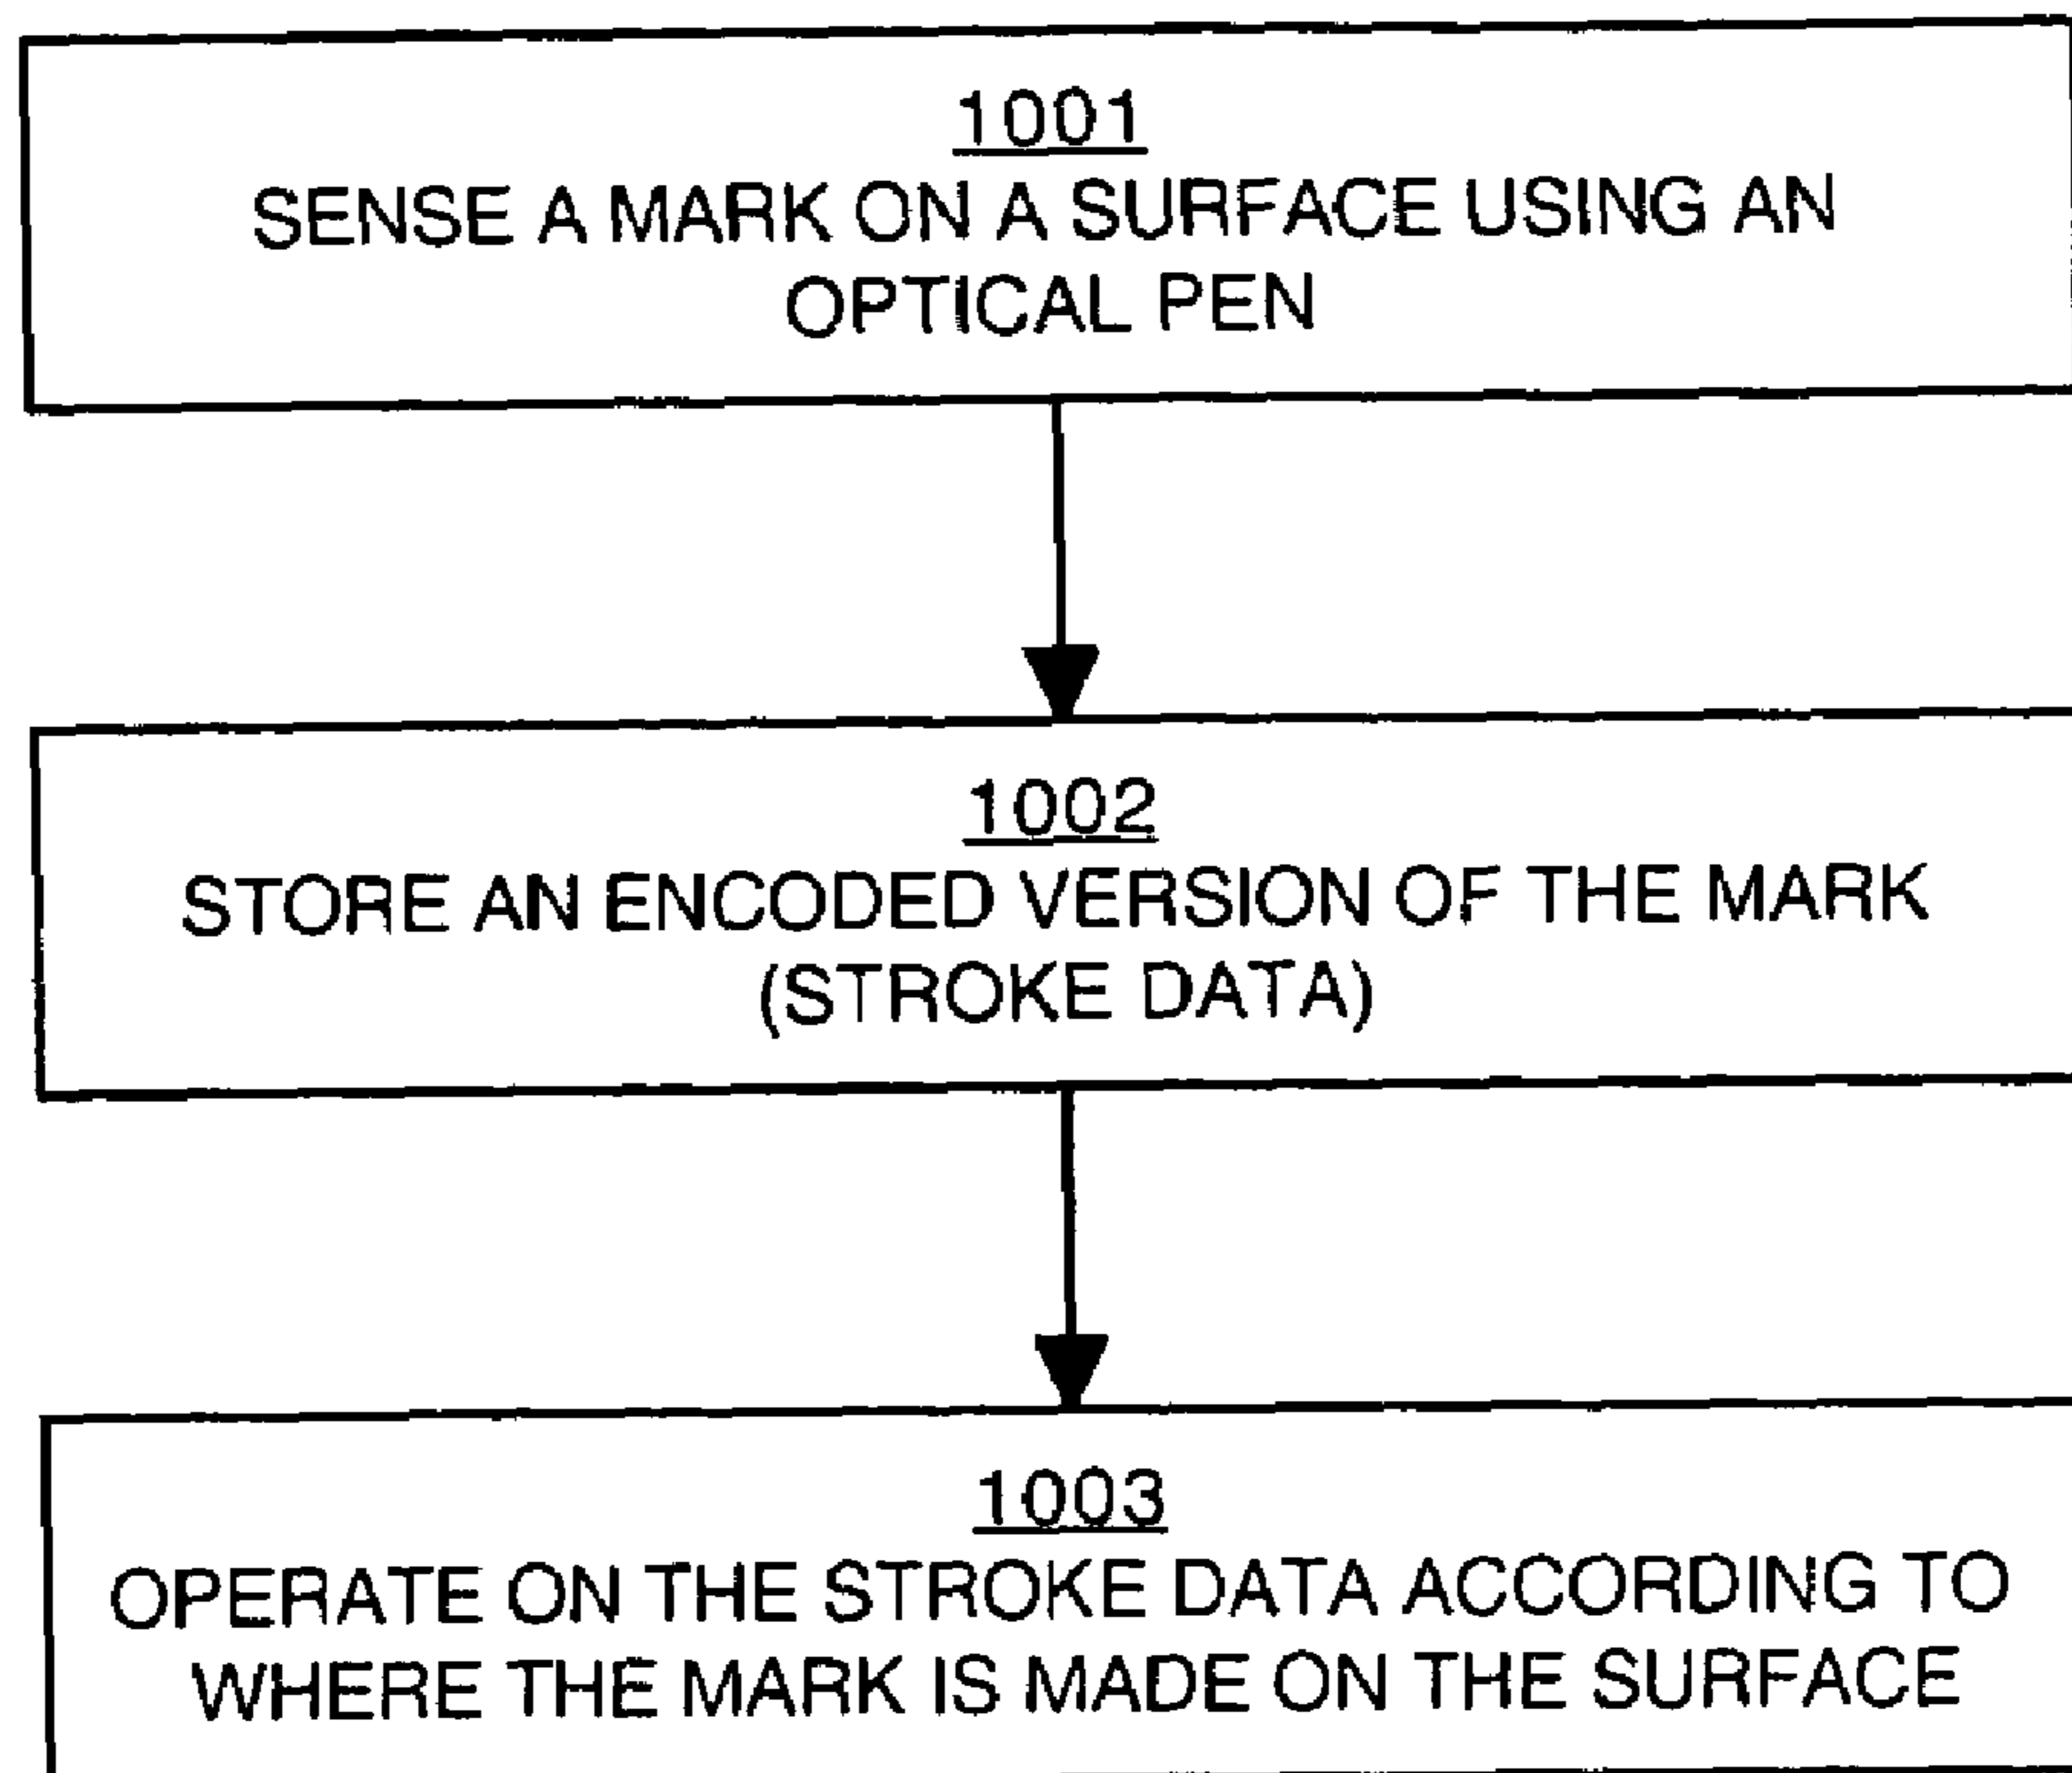 1001
SENSE A MARK ON A SURFACE USING AN
OPTICAL PEN
1002
STORE AN ENCODED VERSION OF THE MARK
(STROKE DATA)
1003
OPERATE ON THE STROKE DATA ACCORDING TO
WHERE THE MARK IS MADE ON THE SURFACE